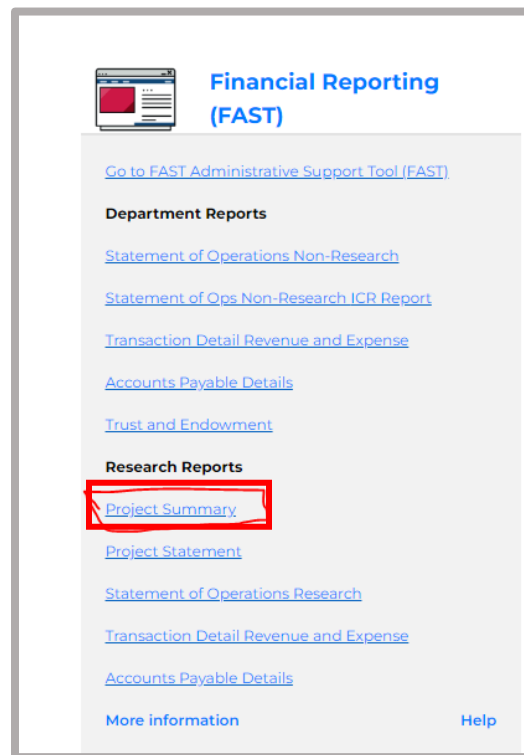 Financial Reporting
(FAST)
Go to FAST Administrative Support Tool (FAST)
Department Reports
Statement of Operations Non-Research
Statement of Ops Non-Research ICR Report
Transaction Detail Revenue and Expense
Accounts Payable Details
Trust and Endowment
Research Reports
Project Summary
Project Statement
Statement of Operations Research
Transaction Detail Revenue and Expense
Accounts Payable Details
More information Help